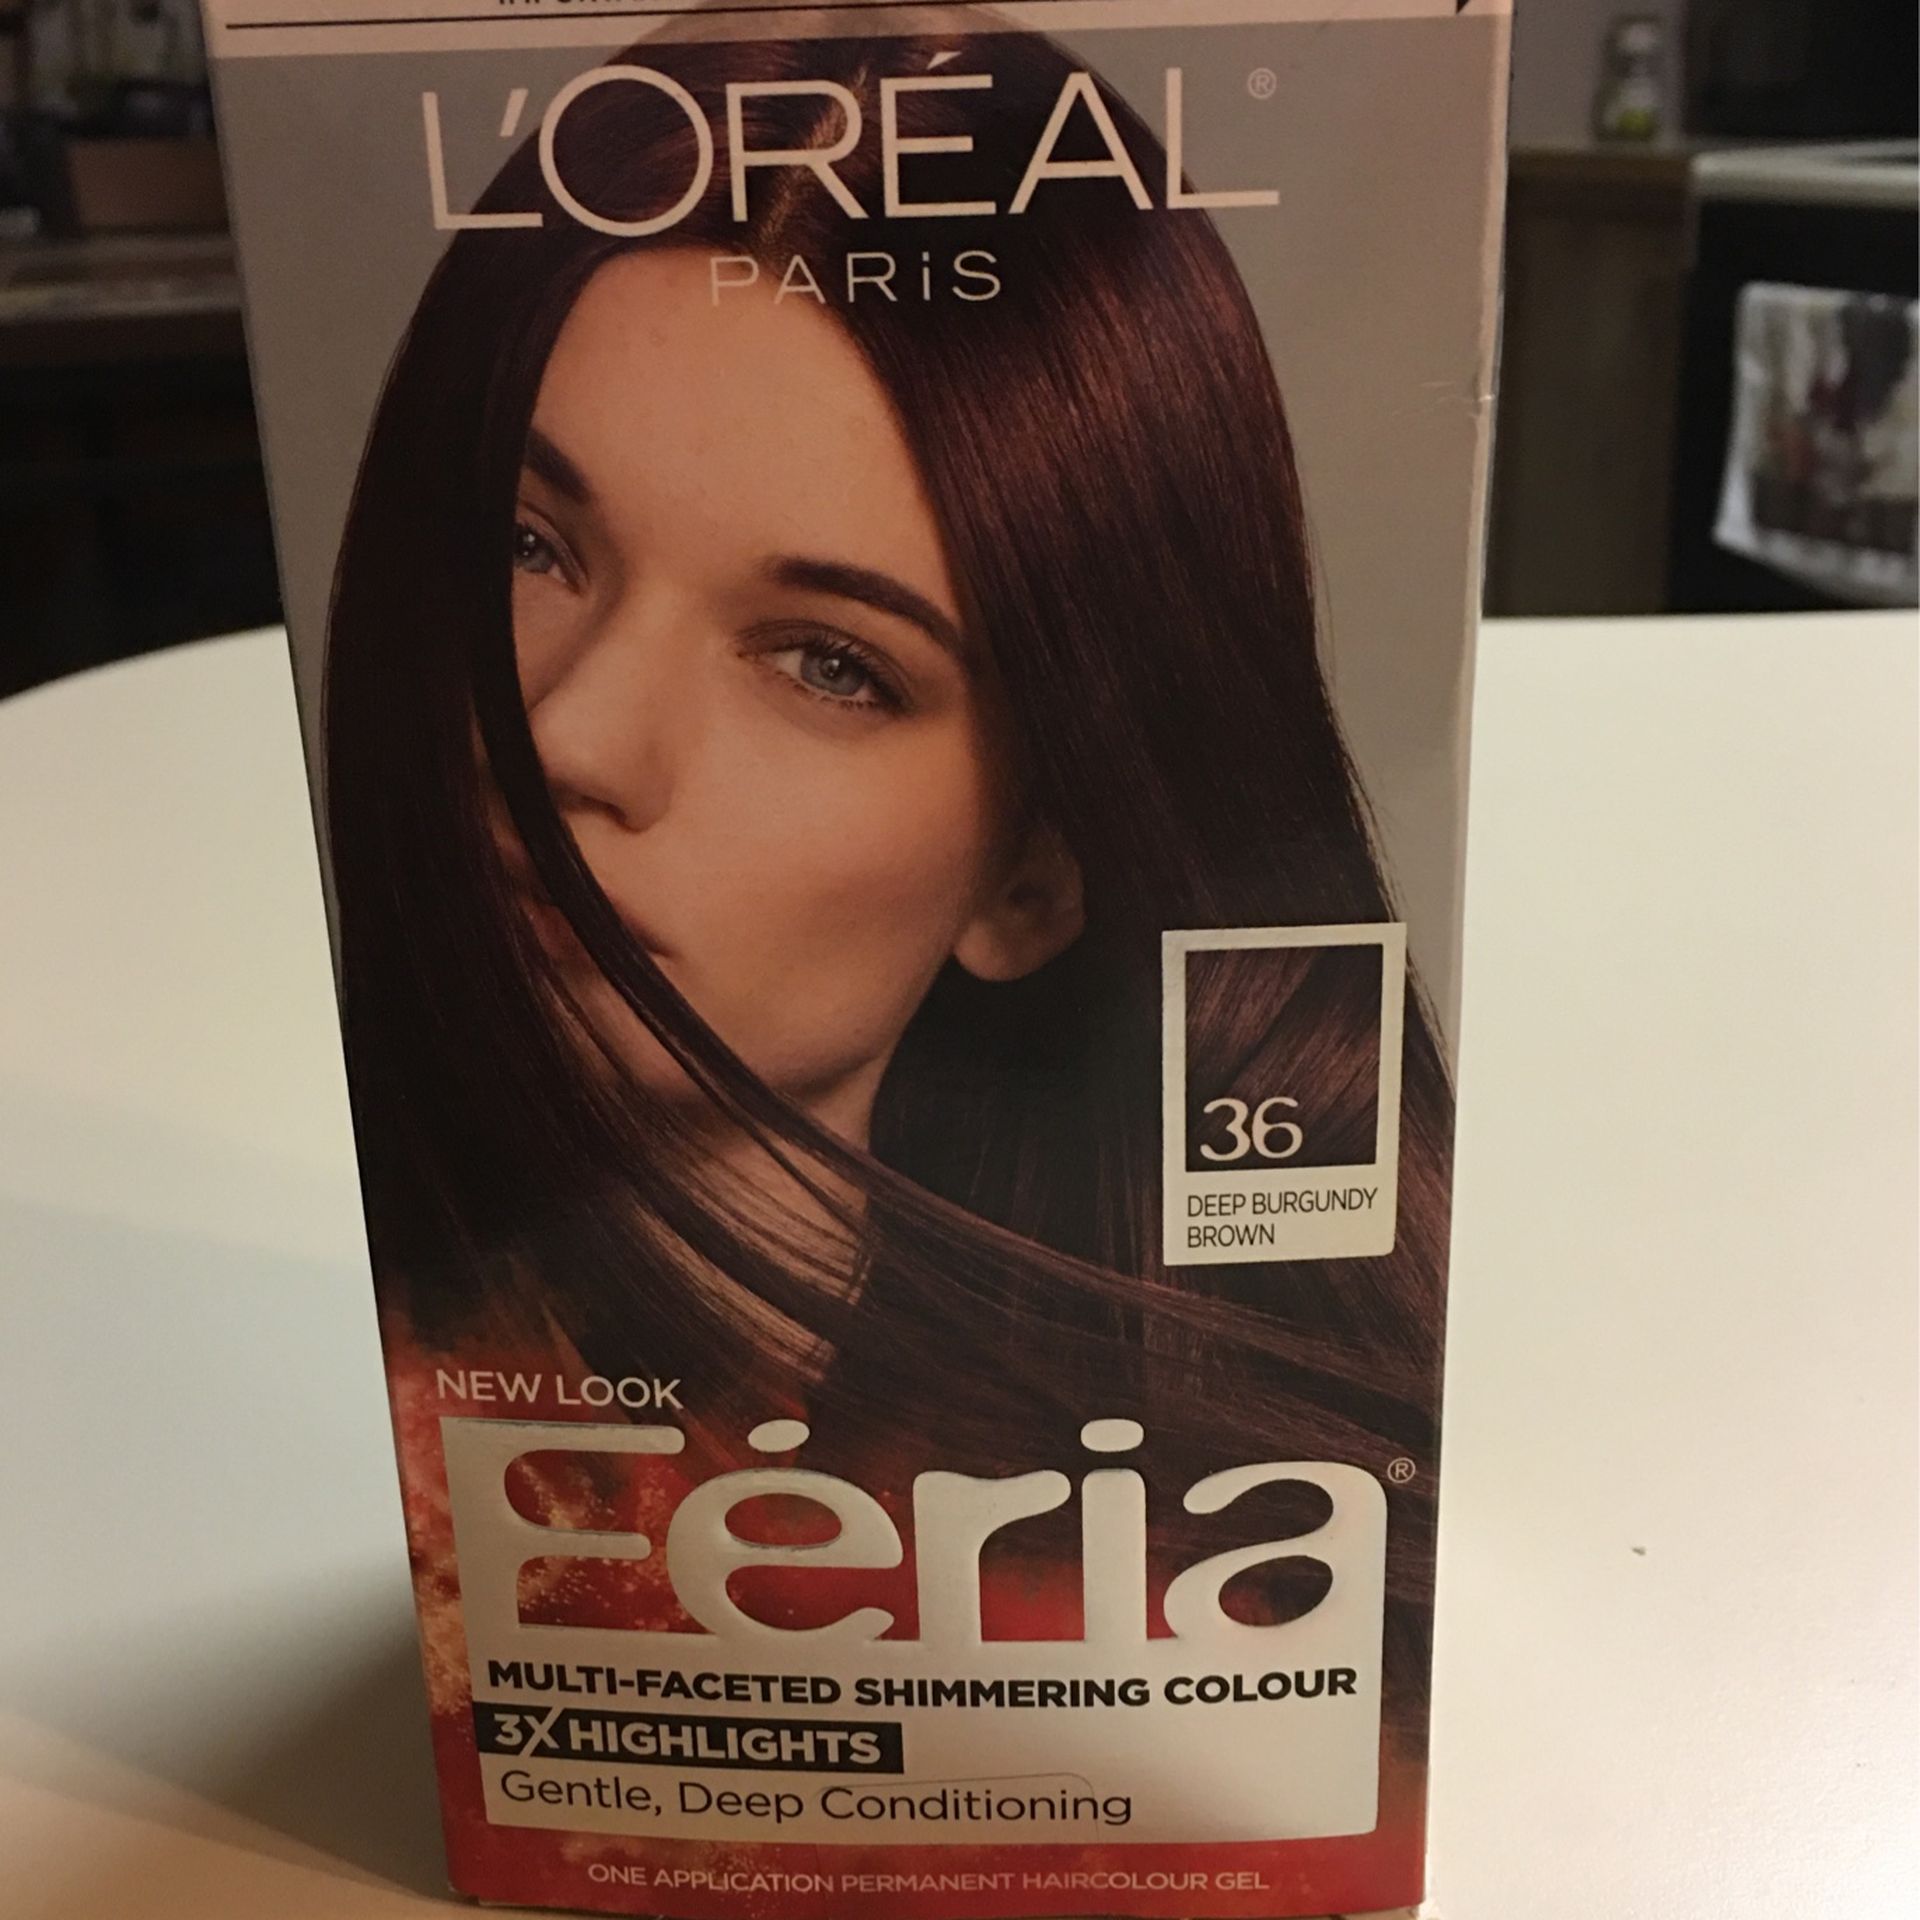 L'ORÉAL®
PARiS
36
DEEP BURGUNDY
BROWN
NEW LOOK
Féria®
MULTI-FACETED SHIMMERING COLOUR
3X HIGHLIGHTS
Gentle, Deep Conditioning
ONE APPLICATION PERMANENT HAIRCOLOUR GEL